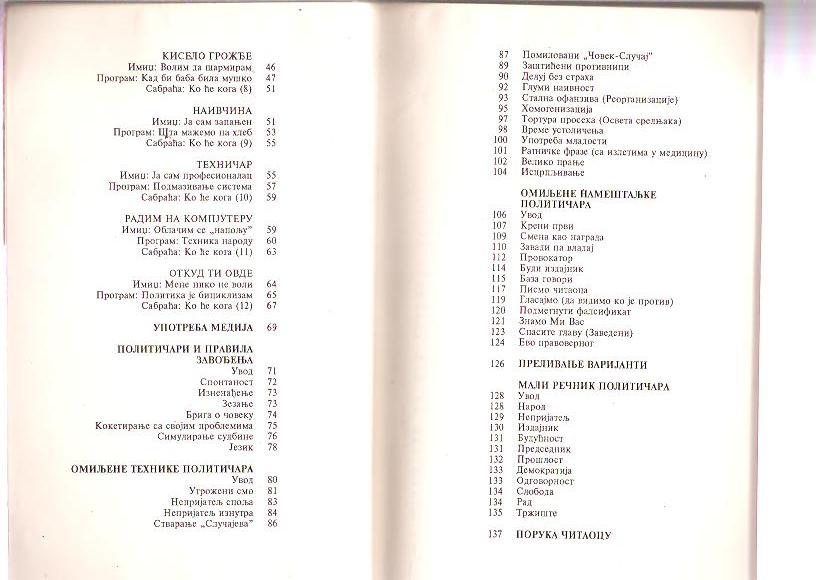 КИСЕЛО ГРОЖЂЕ
Имиџ: Волим да шармирам 46
Програм: Кад би баба била мушко 47
Сабраћа: Ко ће кога (8) 51
НАИВЧИНА
Имиџ: Ја сам запањен 51
Програм: Шта мажемо на хлеб 53
Сабраћа: Ко ће кога (9) 55
ТЕХНИЧАР
Имиџ: Ја сам професионалац 55
Програм: Подмазивање система 57
Сабраћа: Ко ће кога (10) 59
РАДИМ НА КОМПЈУТЕРУ
Имиџ: Облачим се „напољу" 59
Програм: Техника народу 60
Сабраћа: Ко ће кога (11) 63
ОТКУД ТИ ОВДЕ
Имиџ: Мене нико не воли 64
Програм: Политика је бициклизам 65
Сабраћа: Ко ће кога (12) 67
УПОТРЕБА МЕДИЈА 69
ПОЛИТИЧАРИ И ПРАВИЛА
ЗАВОЂЕЊА
Увод 71
Спонтаност 72
Изненађење 73
Зезање 73
Брига о човеку 74
Кокетирање са својим проблемима 75
Симулирање судбине 76
Језик 78
ОМИЉЕНЕ ТЕХНИКЕ ПОЛИТИЧАРА
Увод 80
Угрожени смо 81
Непријатељ споља 83
Непријатељ изнутра 84
Стварање „Случајева" 86
87 Помиловани „Човек-Случај"
89 Заштићени противници
90 Делуј без страха
92 Глуми наивност
93 Стална офанзива (Реорганизације)
95 Хомогенизација
97 Тортура просека (Освета средњака)
98 Време устоличења
100 Употреба младости
101 Ратничке фразе (са излетима у медицину)
102 Велико прање
104 Исцрпљивање
ОМИЉЕНЕ НАМЕШТАЉКЕ
ПОЛИТИЧАРА
106 Увод
107 Крени први
109 Смена као награда
110 Завади па владај
112 Провокатор
114 Буди издајник
115 База говори
117 Писмо читаоца
119 Гласајмо (да видимо ко је против)
120 Подметнути фалсификат
121 Знамо Ми Вас
123 Спасите главу (Заведени)
124 Ево правоверног
126 ПРЕЛИВАЊЕ ВАРИЈАНТИ
МАЛИ РЕЧНИК ПОЛИТИЧАРА
128 Увод
128 Народ
129 Непријатељ
130 Издајник
131 Будућност
131 Председник
132 Прошлост
133 Демократија
133 Одговорност
134 Слобода
134 Рад
135 Тржиште
137 ПОРУКА ЧИТАОЦУ